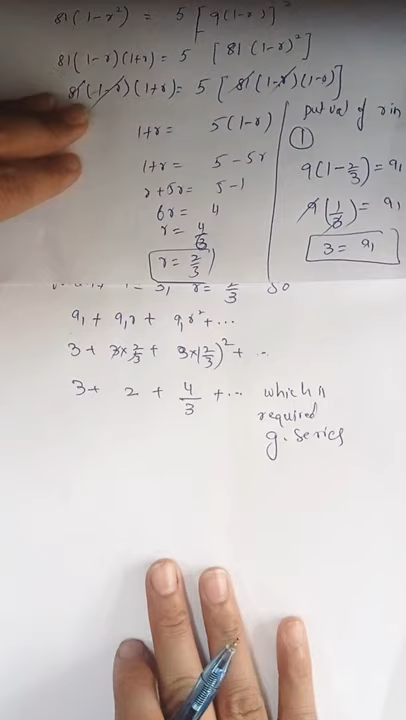 81(1-r²) = 5 [9(1-r)]²
81(1-r)(1+r) = 5 [81(1-r)²]
81(1-r)(1+r) = 5 [81(1-r)(1-r)]
1+r = 5(1-r)
1+r = 5-5r
r+5r = 5-1
6r = 4
r = 4/6
r = 2/3
put val of r in
①
9(1-2/3) = a₁
9(1/3) = a₁
3 = a₁
r = 2/3 so
a₁ + a₁r + a₁r² + ...
3 + 3×2/3 + 3×(2/3)² + ...
3 + 2 + 4/3 + ... which is
required
g. series